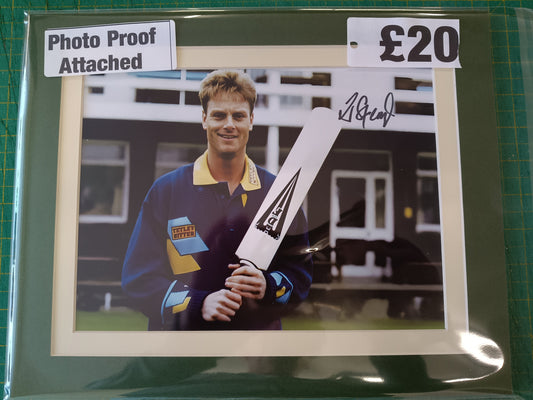 Photo Proof
Attached
£20
TETLEY
BITTER